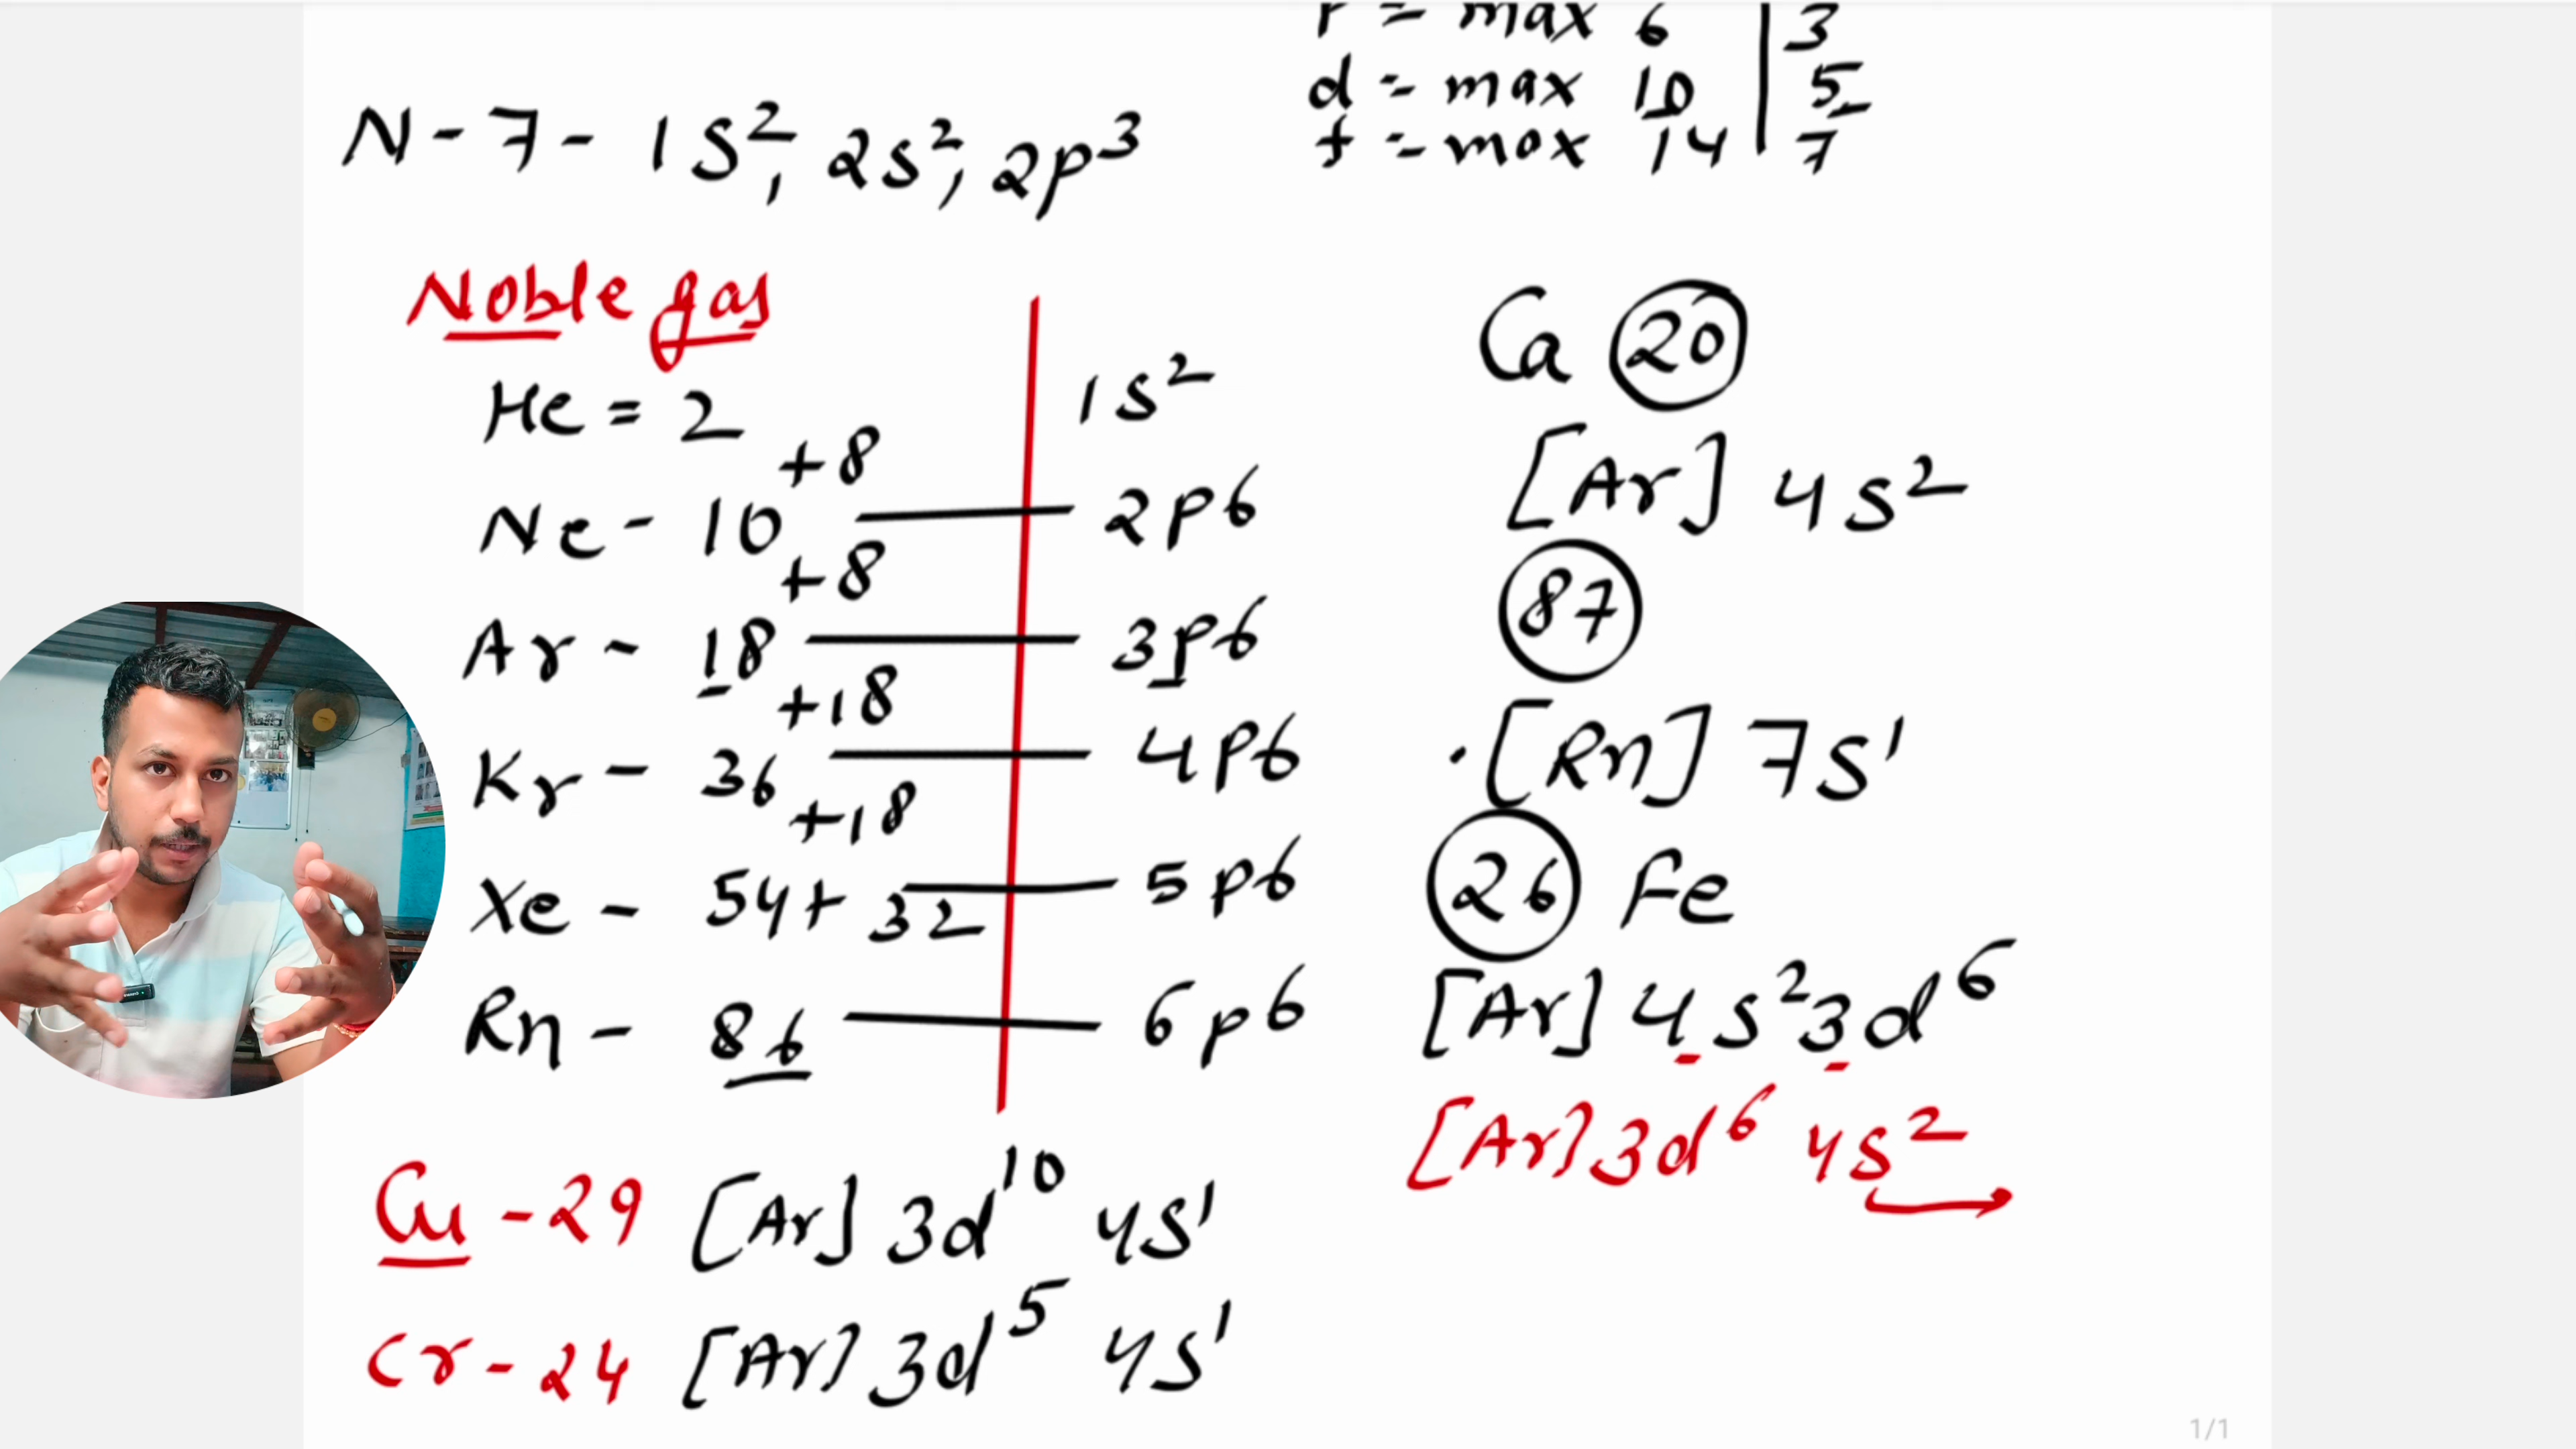 p = max 6 | 3
d = max 10 | 5
f = max 14 | 7
N - 7 - 1s², 2s², 2p³
Noble gas
He = 2 1s²
+8
Ne - 10 — 2p6
+8
Ar - 18 — 3p6
+18
Kr - 36 — 4p6
+18
Xe - 54 + 32 — 5p6
Rn - 86 — 6p6
Cu - 29 [Ar] 3d¹⁰ 4s¹
Cr - 24 [Ar] 3d⁵ 4s¹
Ca 20
[Ar] 4s²
87
[Rn] 7s¹
26 Fe
[Ar] 4s² 3d⁶
[Ar] 3d⁶ 4s²
1/1